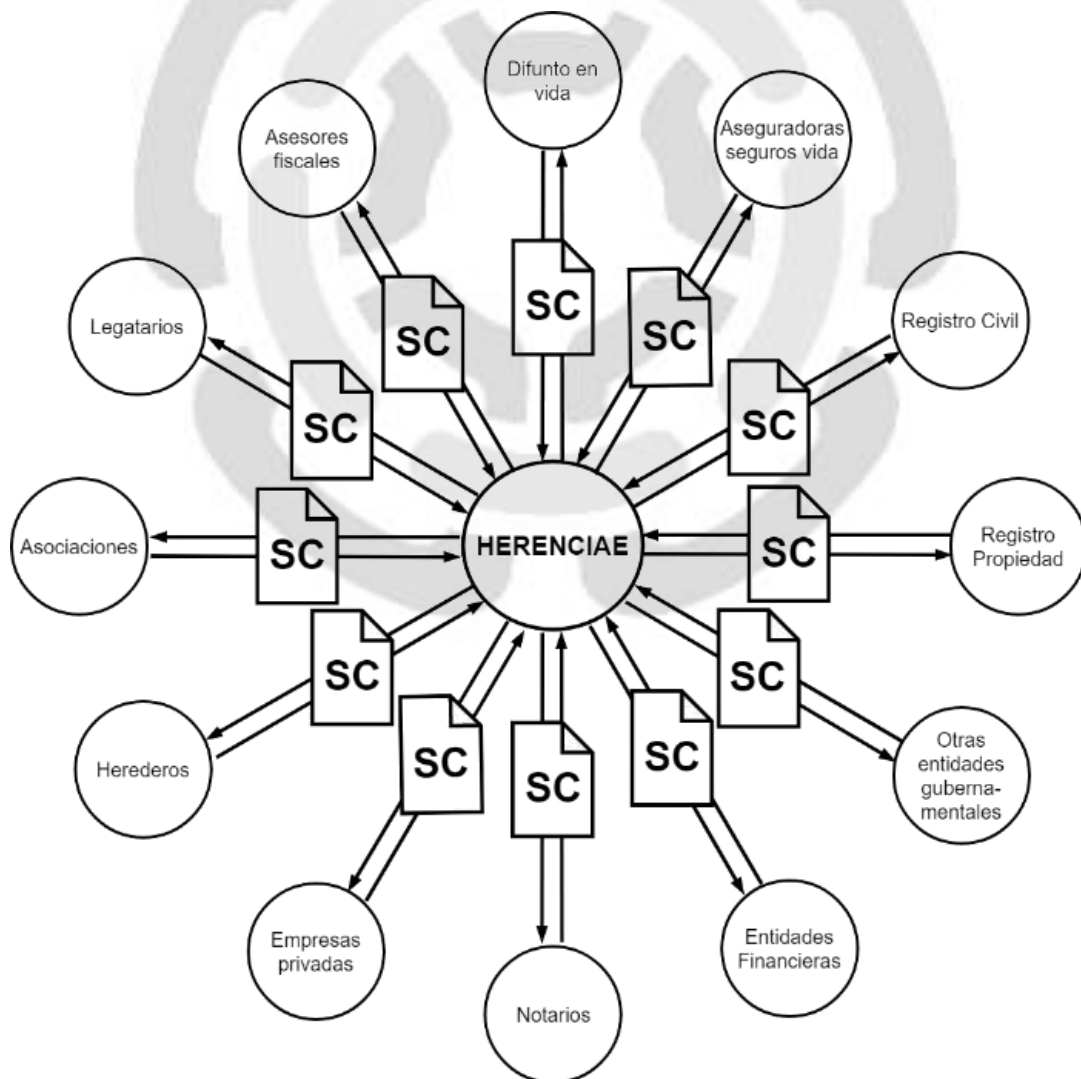 Difunto en
vida
Aseguradoras
seguros vida
Asesores
fiscales
SC
SC
SC
Legatarios
Registro Civil
SC
SC
Asociaciones
SC
HERENCIAE
SC
Registro
Propiedad
SC
SC
Herederos
SC
SC
SC
Otras
entidades
guberna-
mentales
Empresas
privadas
Notarios
Entidades
Financieras